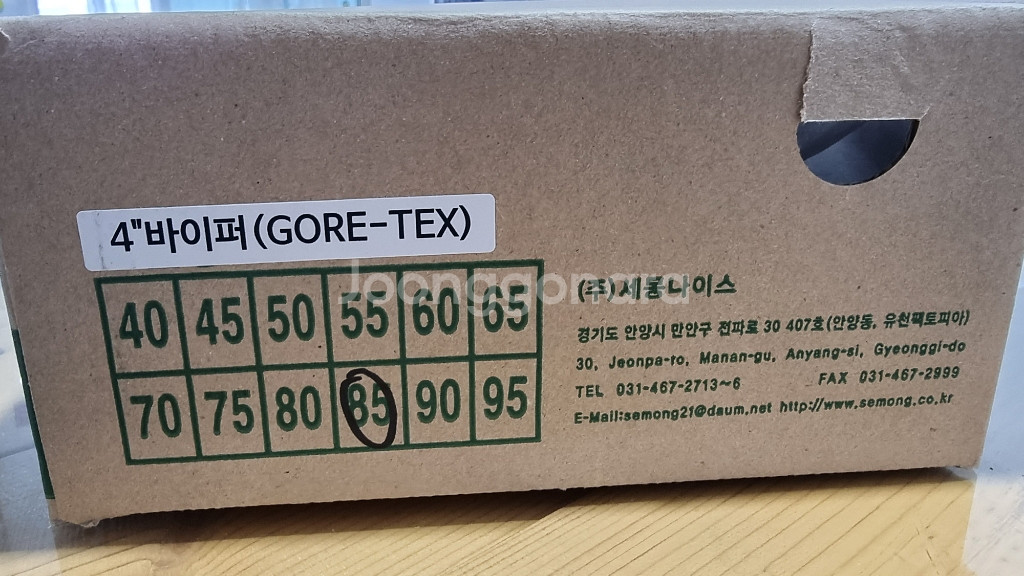 4"바이퍼(GORE-TEX)
40 45 50 55 60 65
70 75 80 85 90 95
Joonggonara
(주)세몽나이스
경기도 안양시 만안구 전파로 30 407호(안양동, 유천팩토피아)
30, Jeonpa-ro, Manan-gu, Anyang-si, Gyeonggi-do
TEL 031-467-2713~6 FAX 031-467-2999
E-Mail:semong21@daum.net http://www.semong.co.kr